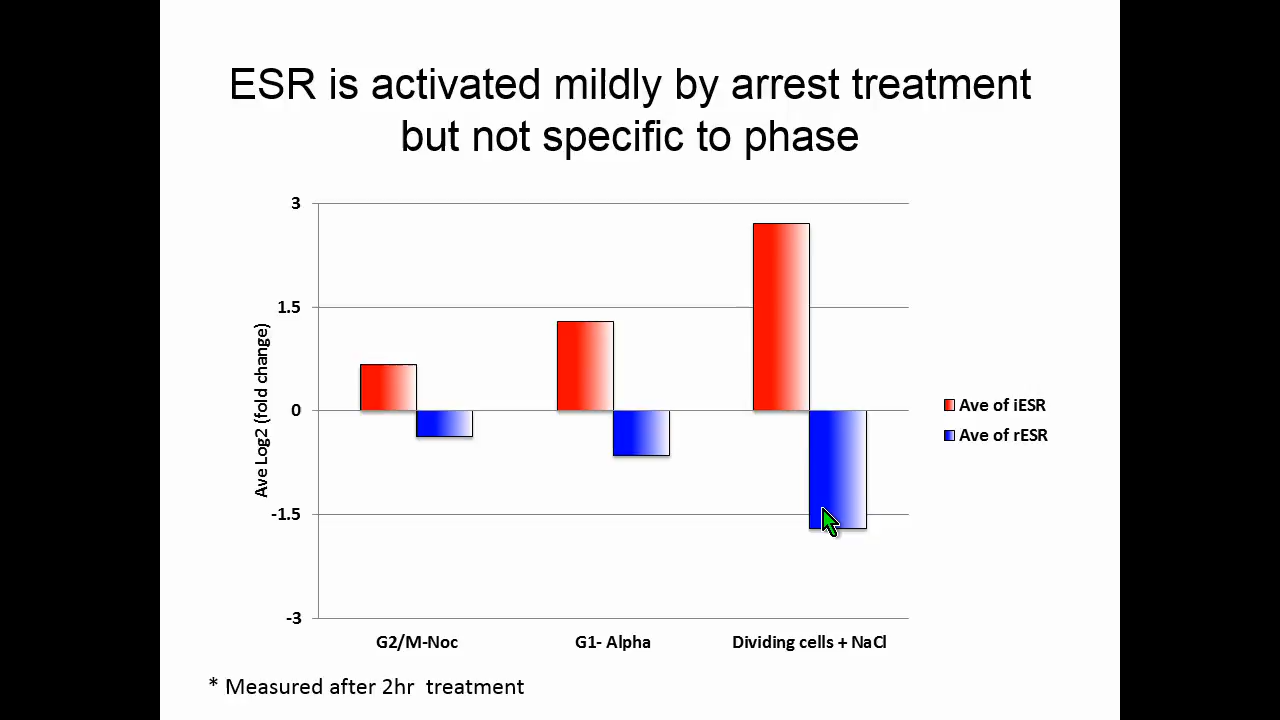 ESR is activated mildly by arrest treatment
but not specific to phase
3
1.5
0
-1.5
-3
Ave Log2 (fold change)
Ave of iESR
Ave of rESR
G2/M-Noc
G1- Alpha
Dividing cells + NaCl
* Measured after 2hr  treatment